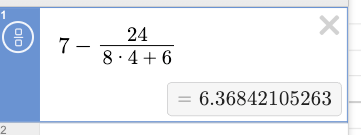 1
7 − 24/(8 · 4 + 6)
= 6.36842105263
2